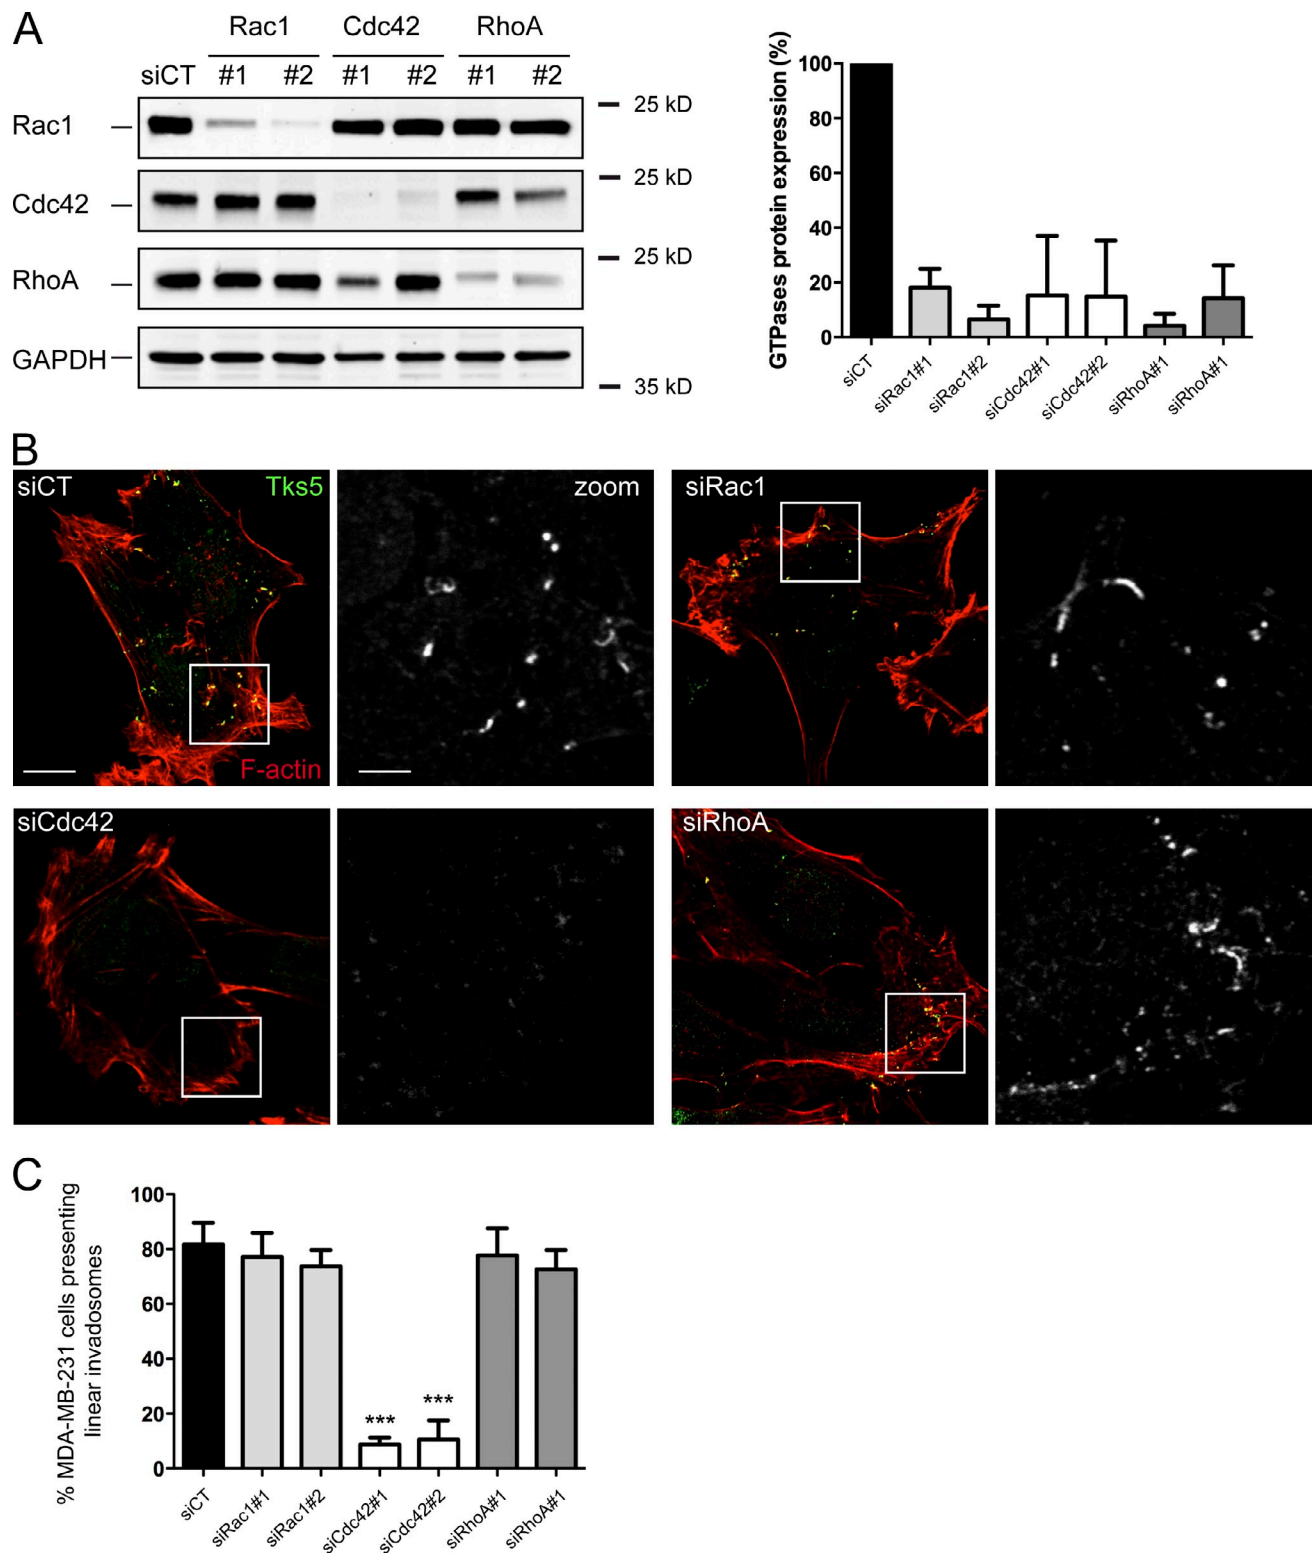 A
Rac1 Cdc42 RhoA
siCT #1 #2 #1 #2 #1 #2
Rac1
25 kD
Cdc42
25 kD
RhoA
25 kD
GAPDH
35 kD
GTPases protein expression (%)
100
80
60
40
20
0
siCT
siRac1#1
siRac1#2
siCdc42#1
siCdc42#2
siRhoA#1
siRhoA#1
B
siCT Tks5
F-actin
zoom
siRac1
siCdc42
siRhoA
C
% MDA-MB-231 cells presenting
linear invadosomes
100
80
60
40
20
0
***
***
siCT
siRac1#1
siRac1#2
siCdc42#1
siCdc42#2
siRhoA#1
siRhoA#1